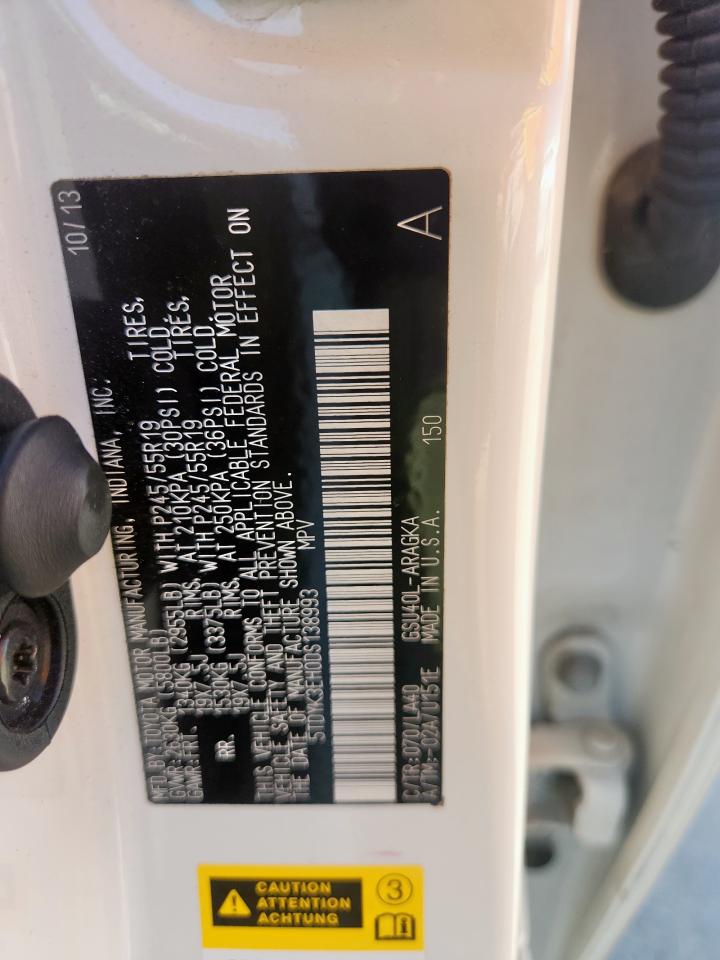 MFD.BY:TOYOTA MOTOR MANUFACTURING, INDIANA, INC. 10/13
GVWR:2630KG(5800LB)
GAWR:FRT. 1340KG (2955LB) WITH P245/55R19 TIRES,
19X7.5J RIMS, AT 210KPA (30PSI) COLD.
RR. 1530KG (3375LB) WITH P245/55R19 TIRES,
19X7.5J RIMS, AT 250KPA (36PSI) COLD.
THIS VEHICLE CONFORMS TO ALL APPLICABLE FEDERAL MOTOR
VEHICLE SAFETY AND THEFT PREVENTION STANDARDS IN EFFECT ON
THE DATE OF MANUFACTURE SHOWN ABOVE.
MPV
C/TR:070/LA40 GSU40L-ARAGKA A
A/TM:-02A/U151E MADE IN U.S.A. 150
CAUTION
ATTENTION
ACHTUNG
3